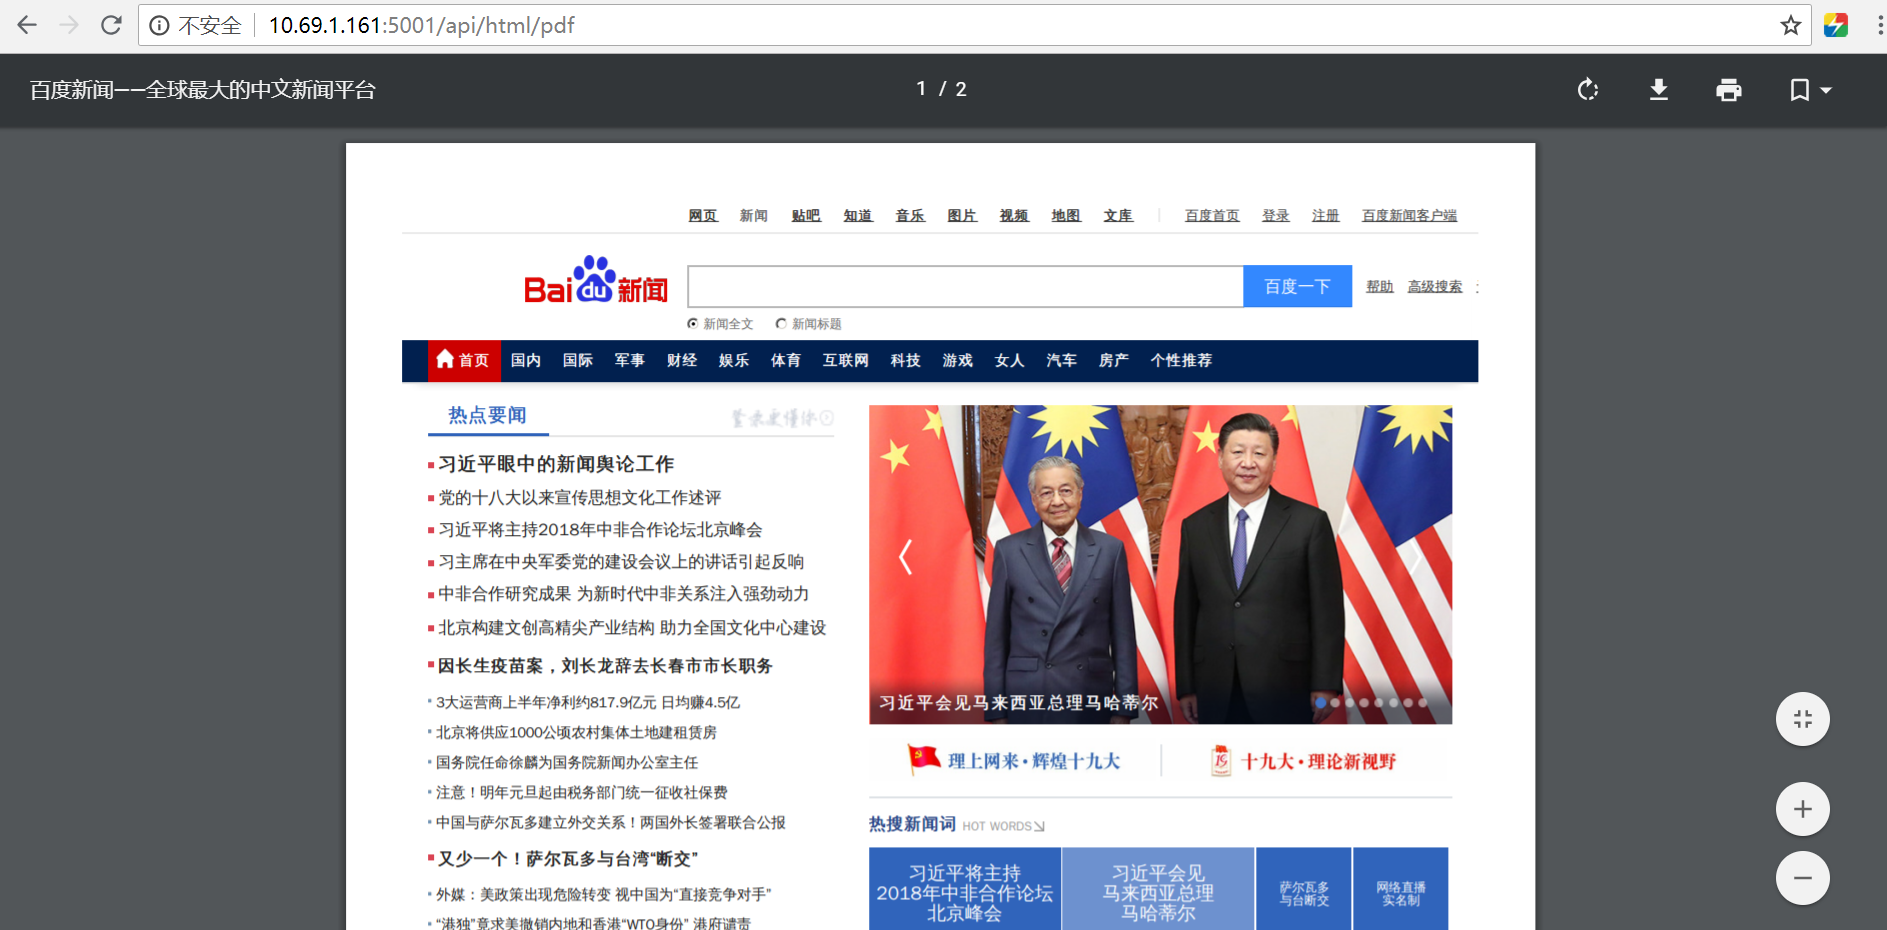 不安全 10.69.1.161:5001/api/html/pdf
百度新闻——全球最大的中文新闻平台
1 / 2
网页 新闻 贴吧 知道 音乐 图片 视频 地图 文库 百度首页 登录 注册 百度新闻客户端
Bai du 新闻
百度一下 帮助 高级搜索
新闻全文 新闻标题
首页 国内 国际 军事 财经 娱乐 体育 互联网 科技 游戏 女人 汽车 房产 个性推荐
热点要闻
登录更懂你
习近平眼中的新闻舆论工作
党的十八大以来宣传思想文化工作述评
习近平将主持2018年中非合作论坛北京峰会
习主席在中央军委党的建设会议上的讲话引起反响
中非合作研究成果 为新时代中非关系注入强劲动力
北京构建文创高精尖产业结构 助力全国文化中心建设
因长生疫苗案，刘长龙辞去长春市市长职务
3大运营商上半年净利约817.9亿元 日均赚4.5亿
北京将供应1000公顷农村集体土地建租赁房
国务院任命徐麟为国务院新闻办公室主任
注意！明年元旦起由税务部门统一征收社保费
中国与萨尔瓦多建立外交关系！两国外长签署联合公报
又少一个！萨尔瓦多与台湾“断交”
外媒：美政策出现危险转变 视中国为“直接竞争对手”
“港独”竟求美撤销内地和香港“WTO身份” 港府谴责
习近平会见马来西亚总理马哈蒂尔
理上网来·辉煌十九大
19
十九大·理论新视野
热搜新闻词 HOT WORDS
习近平将主持
2018年中非合作论坛
北京峰会
习近平会见
马来西亚总理
马哈蒂尔
萨尔瓦多
与台断交
网络直播
实名制